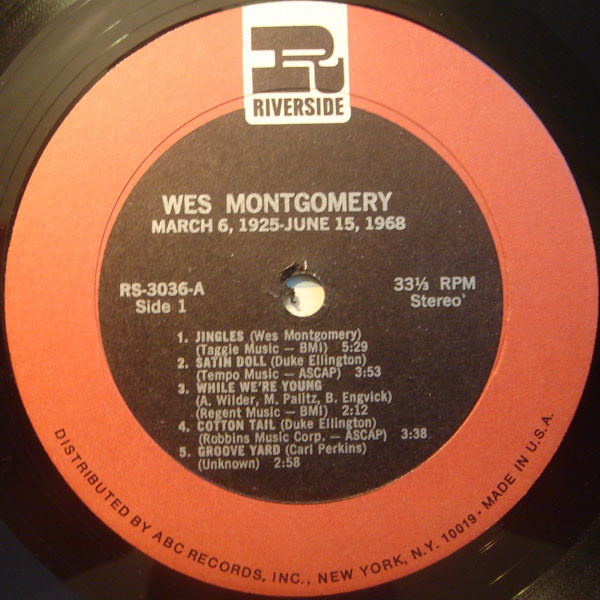 R
RIVERSIDE
WES MONTGOMERY
MARCH 6, 1925-JUNE 15, 1968
RS-3036-A
Side 1
33⅓ RPM
Stereo
1. JINGLES (Wes Montgomery)
(Taggie Music — BMI) 5:29
2. SATIN DOLL (Duke Ellington)
(Tempo Music — ASCAP) 3:53
3. WHILE WE'RE YOUNG
(A. Wilder, M. Palitz, B. Engvick)
(Regent Music — BMI) 2:12
4. COTTON TAIL (Duke Ellington)
(Robbins Music Corp. — ASCAP) 3:38
5. GROOVE YARD (Carl Perkins)
(Unknown) 2:58
DISTRIBUTED BY ABC RECORDS, INC., NEW YORK, N.Y. 10019 - MADE IN U.S.A.